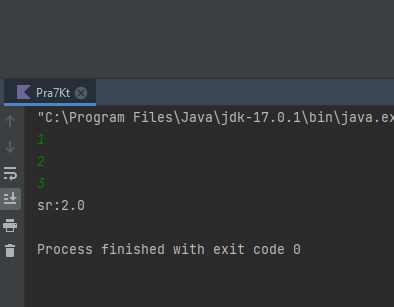 Pra7Kt
"C:\Program Files\Java\jdk-17.0.1\bin\java.ex
1
2
3
sr:2.0
Process finished with exit code 0